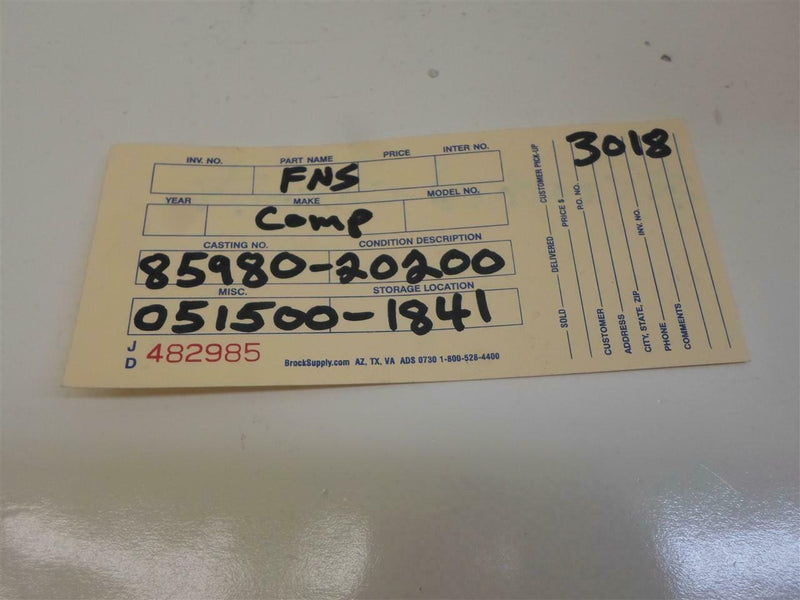 INV. NO. PART NAME PRICE INTER NO.
FNS
YEAR MAKE MODEL NO.
Comp
CASTING NO. CONDITION DESCRIPTION
85980-20200
MISC. STORAGE LOCATION
051500-1841
JD 482985
BrockSupply.com AZ, TX, VA ADS 0730 1-800-528-4400
SOLD DELIVERED CUSTOMER PICK-UP
PRICE $
P.O. NO.
3018
CUSTOMER
ADDRESS
CITY, STATE, ZIP INV. NO.
PHONE
COMMENTS